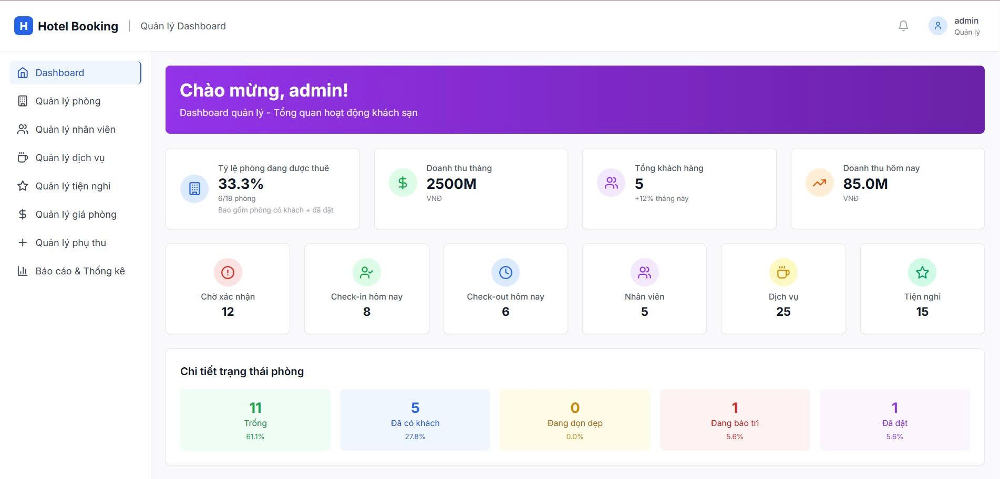 H Hotel Booking | Quản lý Dashboard
admin
Quản lý
Dashboard
Quản lý phòng
Quản lý nhân viên
Quản lý dịch vụ
Quản lý tiện nghi
Quản lý giá phòng
Quản lý phụ thu
Báo cáo & Thống kê
Chào mừng, admin!
Dashboard quản lý - Tổng quan hoạt động khách sạn
Tỷ lệ phòng đang được thuê
33.3%
6/18 phòng
Bao gồm phòng có khách + đã đặt
Doanh thu tháng
2500M
VNĐ
Tổng khách hàng
5
+12% tháng này
Doanh thu hôm nay
85.0M
VNĐ
Chờ xác nhận
12
Check-in hôm nay
8
Check-out hôm nay
6
Nhân viên
5
Dịch vụ
25
Tiện nghi
15
Chi tiết trạng thái phòng
11
Trống
61.1%
5
Đã có khách
27.8%
0
Đang dọn dẹp
0.0%
1
Đang bảo trì
5.6%
1
Đã đặt
5.6%